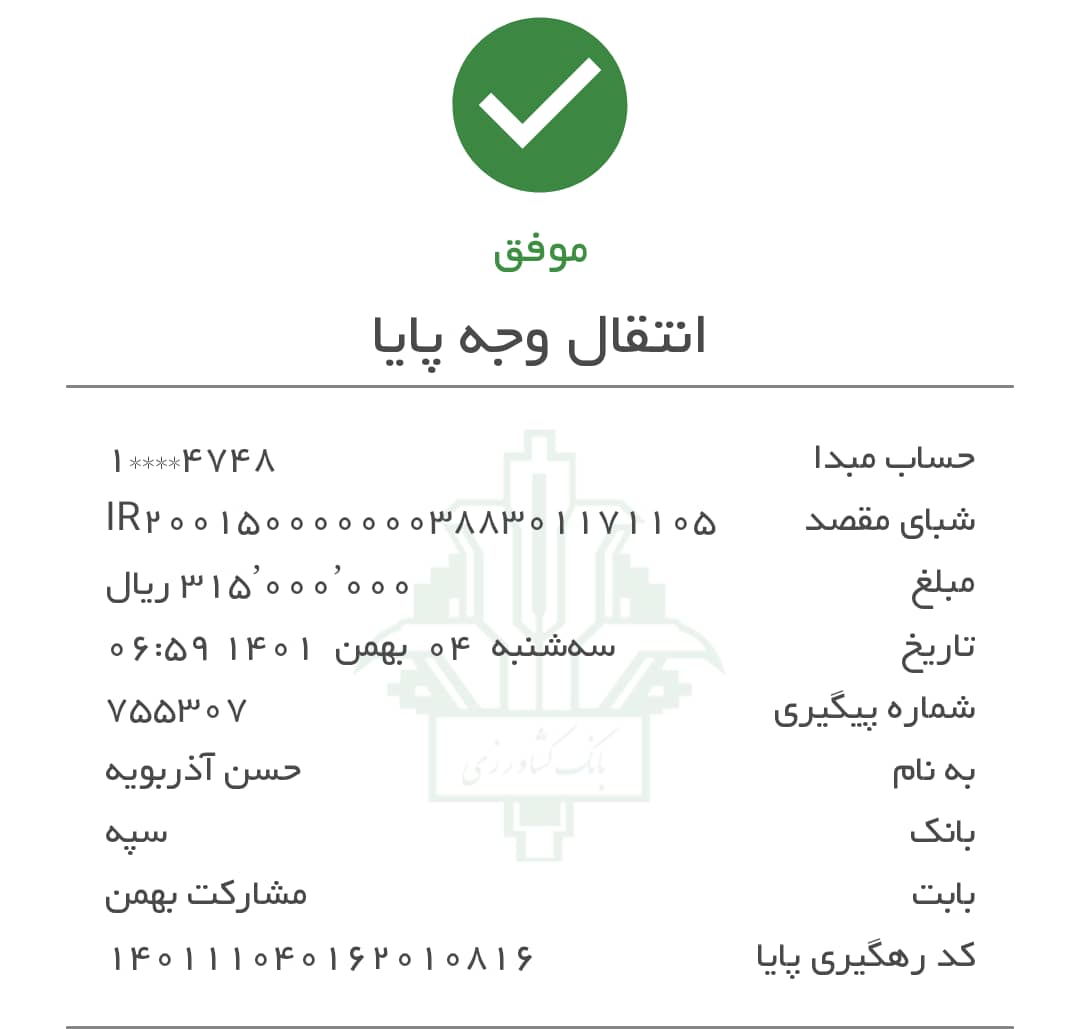 موفق
انتقال وجه پایا
حساب مبدا ۱****۴۷۴۸
شبای مقصد IR۲۰۰۱۵۰۰۰۰۰۰۰۳۸۸۳۰۱۱۷۱۱۰۵
مبلغ ۳۱۵٬۰۰۰٬۰۰۰ ریال
تاریخ سه‌شنبه ۰۴ بهمن ۱۴۰۱ ۰۶:۵۹
شماره پیگیری ۷۵۵۳۰۷
بانک کشاورزی
به نام حسن آذربویه
بانک سپه
بابت مشارکت بهمن
کد رهگیری پایا ۱۴۰۱۱۱۰۴۰۱۶۲۰۱۰۸۱۶